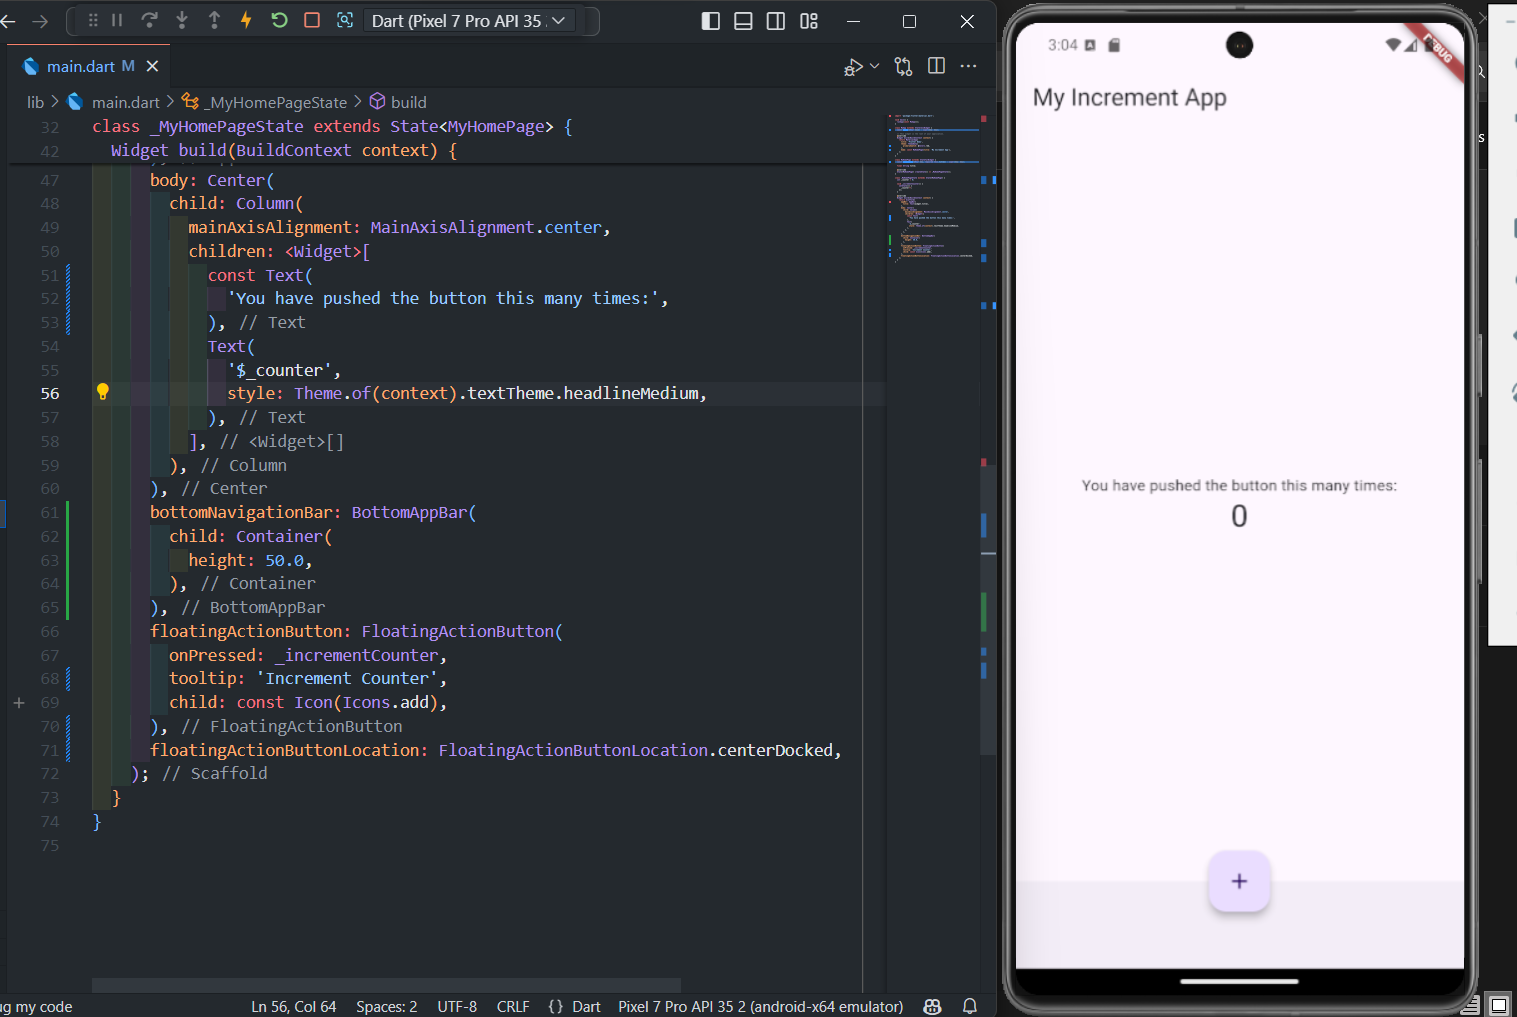 Dart (Pixel 7 Pro API 35
main.dart M
lib > main.dart > _MyHomePageState > build
32 class _MyHomePageState extends State<MyHomePage> {
42 Widget build(BuildContext context) {
47 body: Center(
48 child: Column(
49 mainAxisAlignment: MainAxisAlignment.center,
50 children: <Widget>[
51 const Text(
52 'You have pushed the button this many times:',
53 ), // Text
54 Text(
55 '$_counter',
56 style: Theme.of(context).textTheme.headlineMedium,
57 ), // Text
58 ], // <Widget>[]
59 ), // Column
60 ), // Center
61 bottomNavigationBar: BottomAppBar(
62 child: Container(
63 height: 50.0,
64 ), // Container
65 ), // BottomAppBar
66 floatingActionButton: FloatingActionButton(
67 onPressed: _incrementCounter,
68 tooltip: 'Increment Counter',
69 child: const Icon(Icons.add),
70 ), // FloatingActionButton
71 floatingActionButtonLocation: FloatingActionButtonLocation.centerDocked,
72 ); // Scaffold
73 }
74 }
75
ug my code
Ln 56, Col 64
Spaces: 2
UTF-8
CRLF
{} Dart
Pixel 7 Pro API 35 2 (android-x64 emulator)
3:04
DEBUG
My Increment App
You have pushed the button this many times:
0
+
s